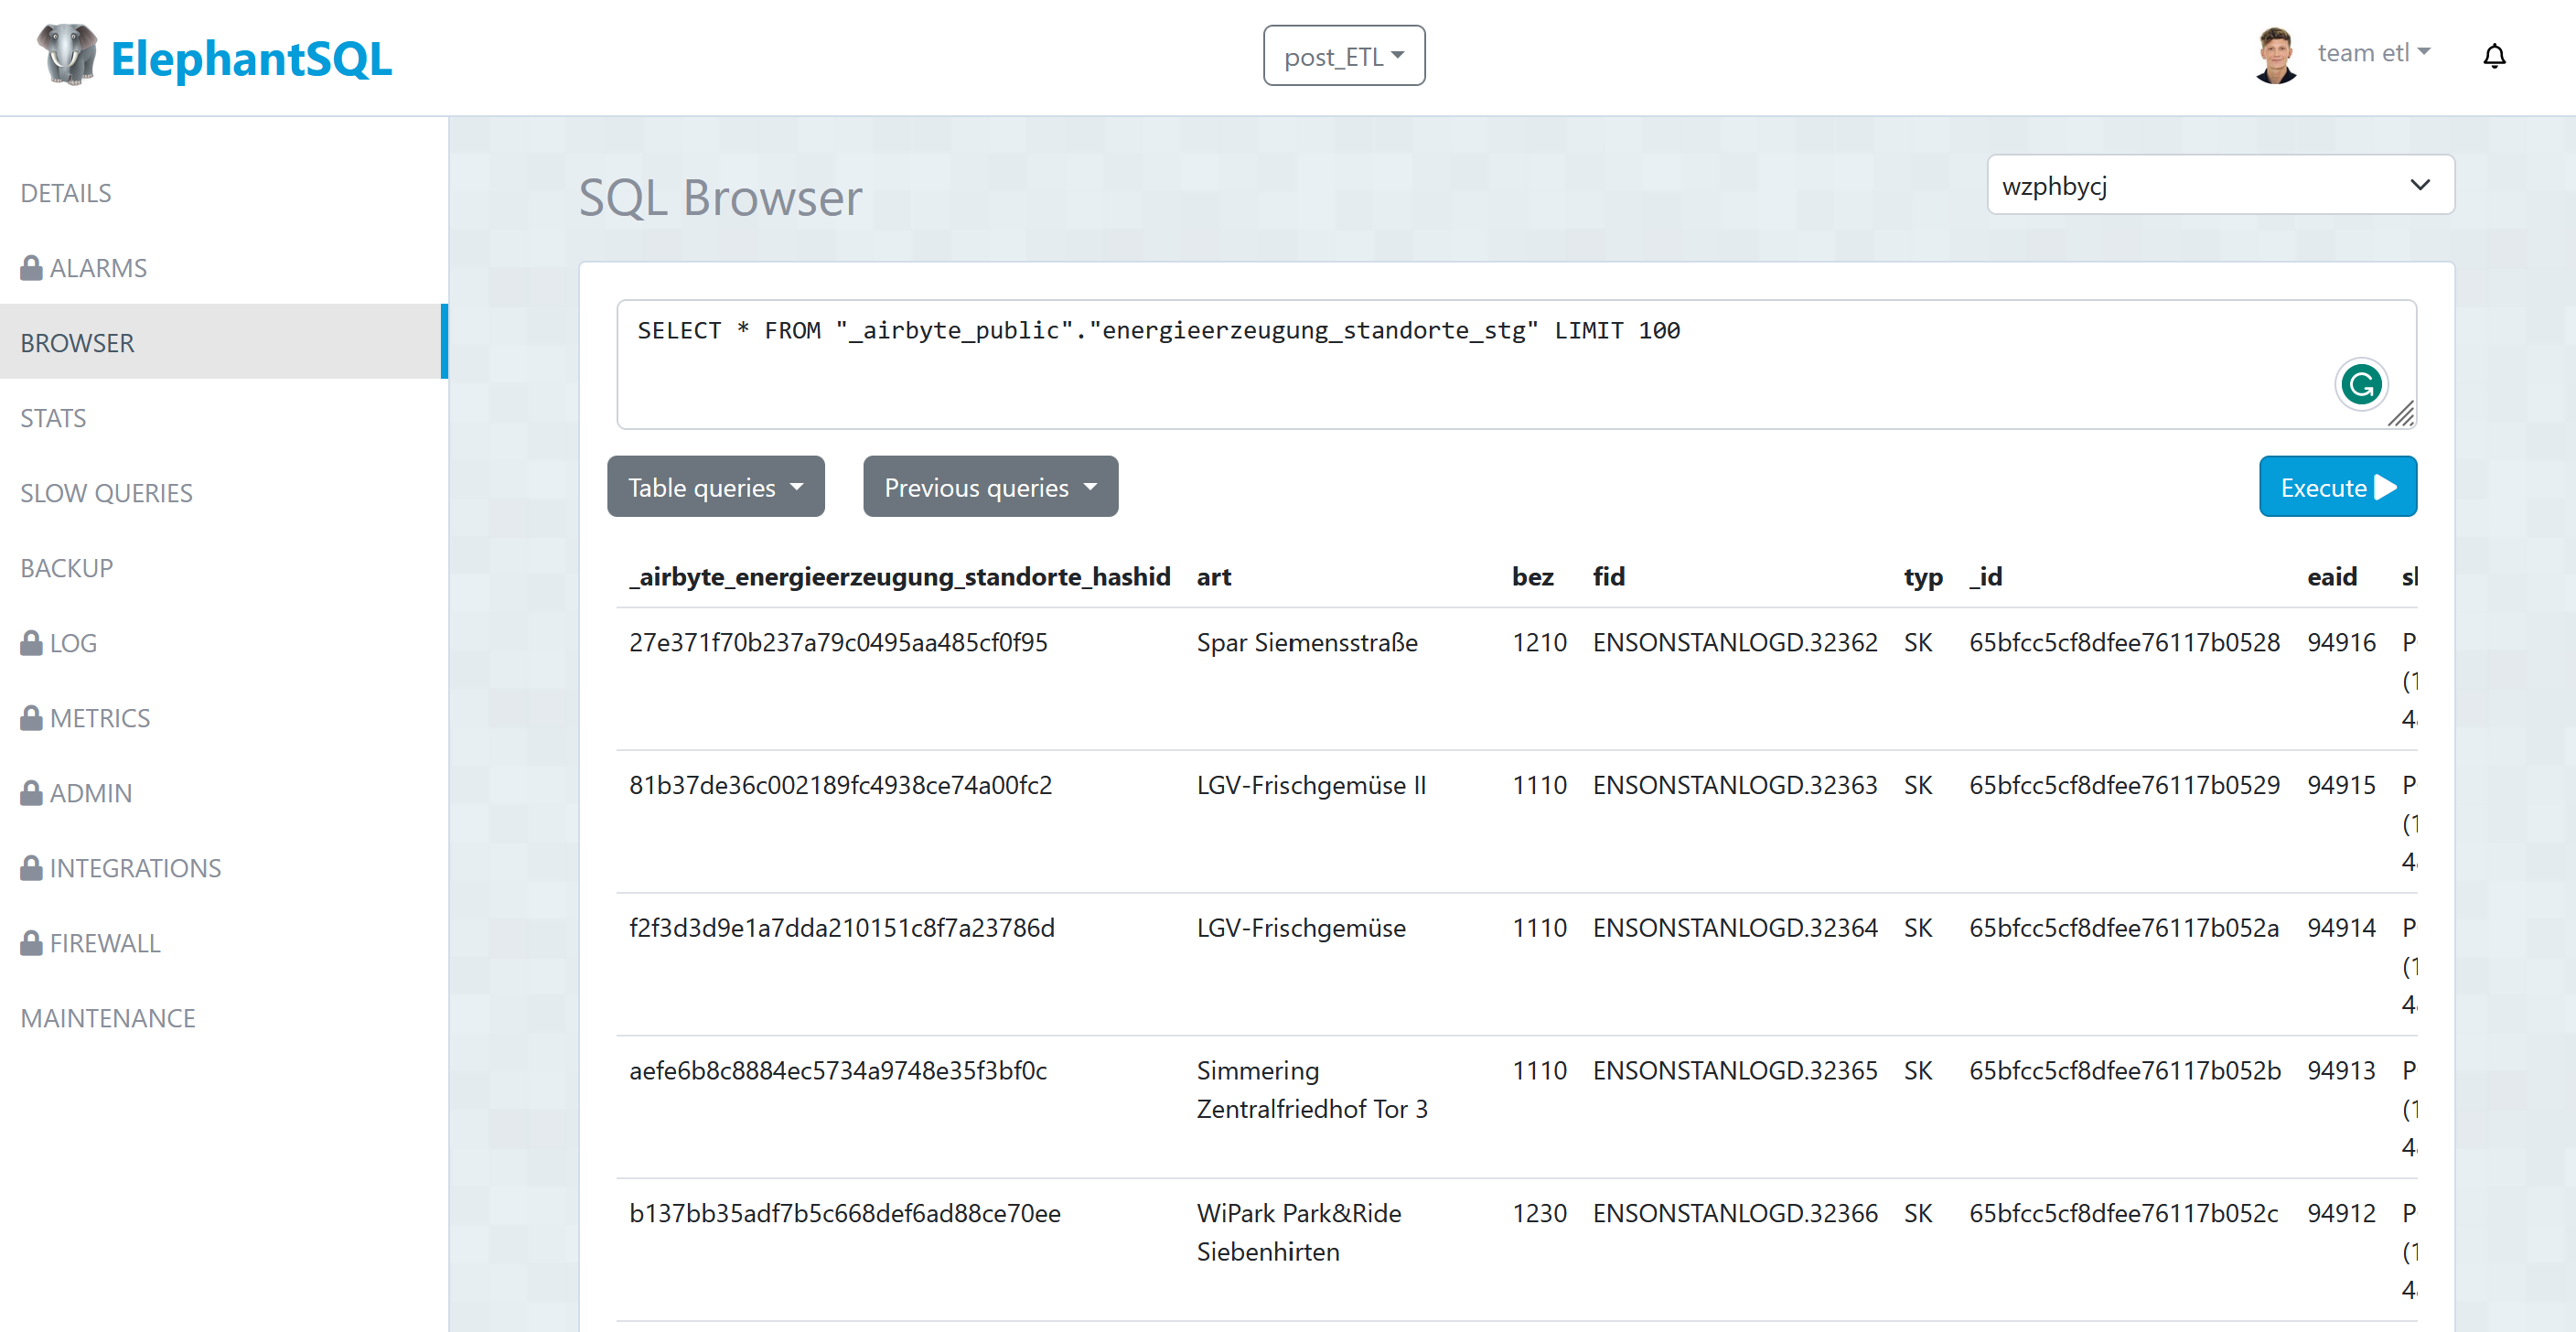 ElephantSQL
post_ETL
team etl
DETAILS
ALARMS
BROWSER
STATS
SLOW QUERIES
BACKUP
LOG
METRICS
ADMIN
INTEGRATIONS
FIREWALL
MAINTENANCE
SQL Browser
wzphbycj
SELECT * FROM "_airbyte_public"."energieerzeugung_standorte_stg" LIMIT 100
Table queries
Previous queries
Execute
_airbyte_energieerzeugung_standorte_hashid art bez fid typ _id eaid
27e371f70b237a79c0495aa485cf0f95 Spar Siemensstraße 1210 ENSONSTANLOGD.32362 SK 65bfcc5cf8dfee76117b0528 94916 P
(1
4
81b37de36c002189fc4938ce74a00fc2 LGV-Frischgemüse II 1110 ENSONSTANLOGD.32363 SK 65bfcc5cf8dfee76117b0529 94915 P
(1
4
f2f3d3d9e1a7dda210151c8f7a23786d LGV-Frischgemüse 1110 ENSONSTANLOGD.32364 SK 65bfcc5cf8dfee76117b052a 94914 P
(1
4
aefe6b8c8884ec5734a9748e35f3bf0c Simmering 1110 ENSONSTANLOGD.32365 SK 65bfcc5cf8dfee76117b052b 94913 P
Zentralfriedhof Tor 3 (1
4
b137bb35adf7b5c668def6ad88ce70ee WiPark Park&Ride 1230 ENSONSTANLOGD.32366 SK 65bfcc5cf8dfee76117b052c 94912 P
Siebenhirten (1
4